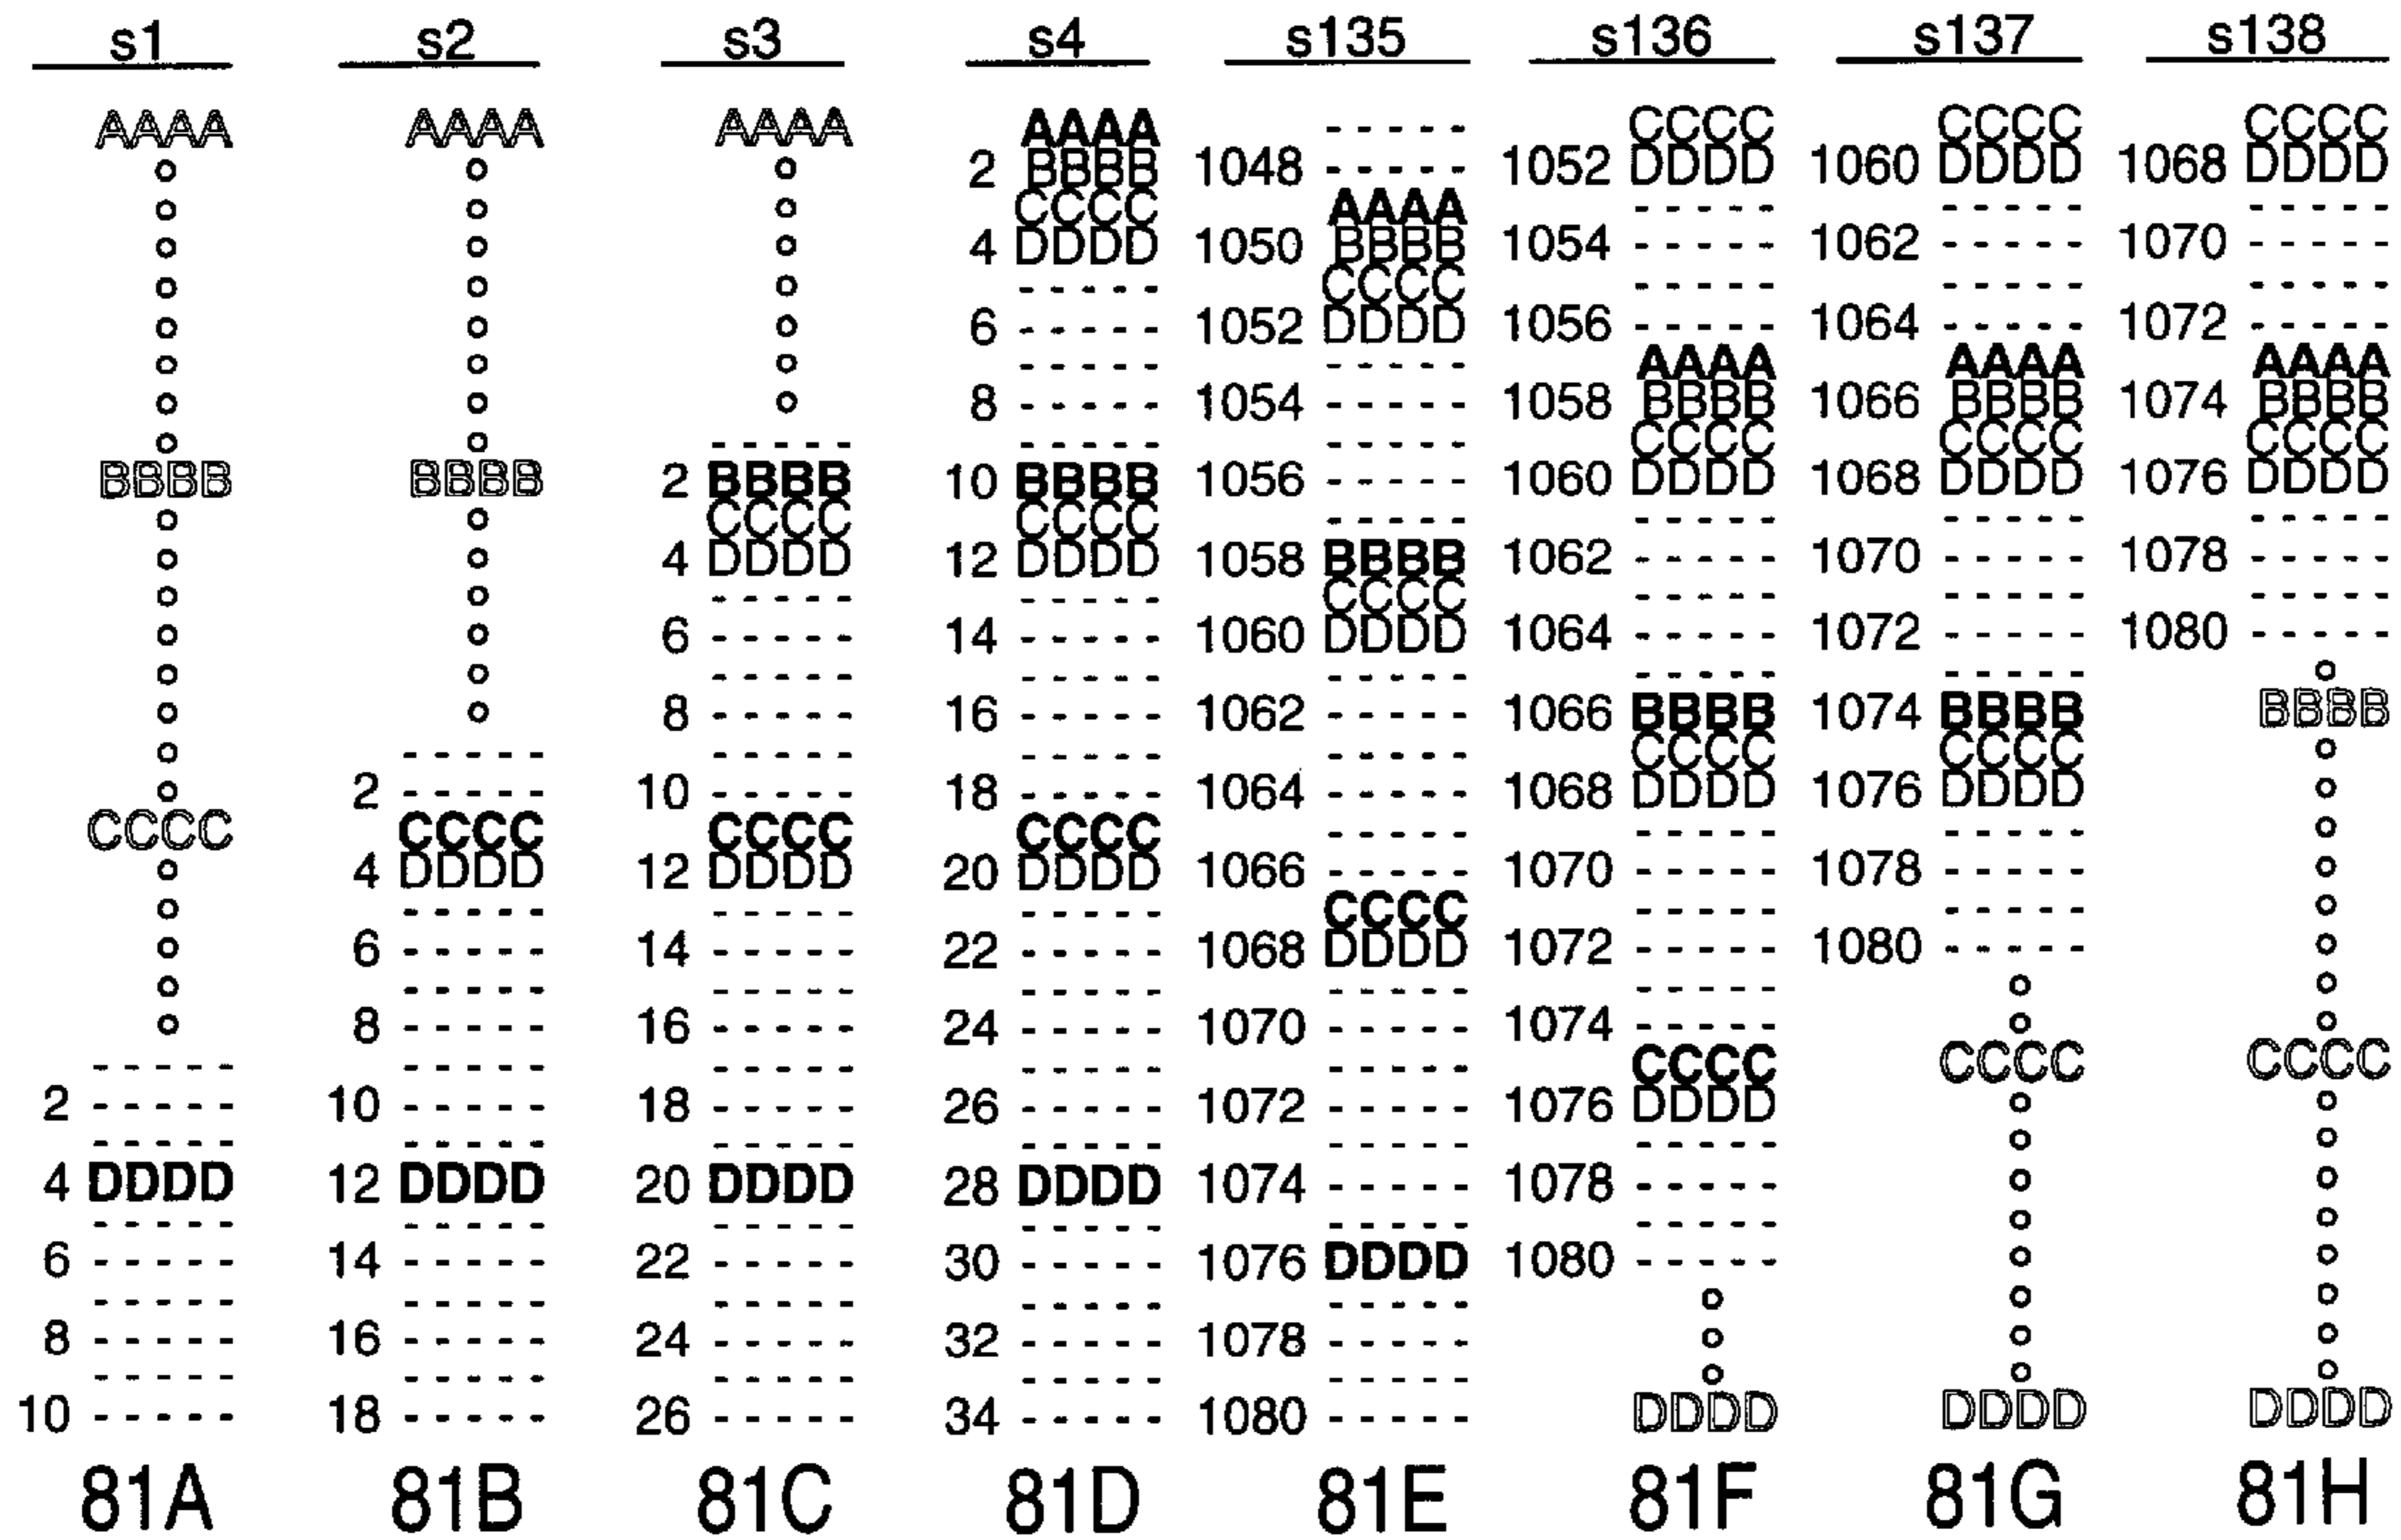 s1
AAAA
BBBB
CCCC
2 - - - - -
4 DDDD
6 - - - - -
8 - - - - -
10 - - - - -
81A
s2
AAAA
BBBB
2 - - - - -
CCCC
4 DDDD
6 - - - - -
8 - - - - -
10 - - - - -
12 DDDD
14 - - - - -
16 - - - - -
18 - - - - -
81B
s3
AAAA
2 BBBB
CCCC
4 DDDD
6 - - - - -
8 - - - - -
10 - - - - -
CCCC
12 DDDD
14 - - - - -
16 - - - - -
18 - - - - -
20 DDDD
22 - - - - -
24 - - - - -
26 - - - - -
81C
s4
AAAA
2 BBBB
CCCC
4 DDDD
6 - - - - -
8 - - - - -
10 BBBB
CCCC
12 DDDD
14 - - - - -
16 - - - - -
18 - - - - -
CCCC
20 DDDD
22 - - - - -
24 - - - - -
26 - - - - -
28 DDDD
30 - - - - -
32 - - - - -
34 - - - - -
81D
s135
1048 - - - - -
AAAA
1050 BBBB
CCCC
1052 DDDD
1054 - - - - -
1056 - - - - -
1058 BBBB
CCCC
1060 DDDD
1062 - - - - -
1064 - - - - -
1066 - - - - -
CCCC
1068 DDDD
1070 - - - - -
1072 - - - - -
1074 - - - - -
1076 DDDD
1078 - - - - -
1080 - - - - -
81E
s136
CCCC
1052 DDDD
1054 - - - - -
1056 - - - - -
AAAA
1058 BBBB
CCCC
1060 DDDD
1062 - - - - -
1064 - - - - -
1066 BBBB
CCCC
1068 DDDD
1070 - - - - -
1072 - - - - -
1074 - - - - -
CCCC
1076 DDDD
1078 - - - - -
1080 - - - - -
DDDD
81F
s137
CCCC
1060 DDDD
1062 - - - - -
1064 - - - - -
AAAA
1066 BBBB
CCCC
1068 DDDD
1070 - - - - -
1072 - - - - -
1074 BBBB
CCCC
1076 DDDD
1078 - - - - -
1080 - - - - -
CCCC
DDDD
81G
s138
CCCC
1068 DDDD
1070 - - - - -
1072 - - - - -
AAAA
1074 BBBB
CCCC
1076 DDDD
1078 - - - - -
1080 - - - - -
BBBB
CCCC
DDDD
81H